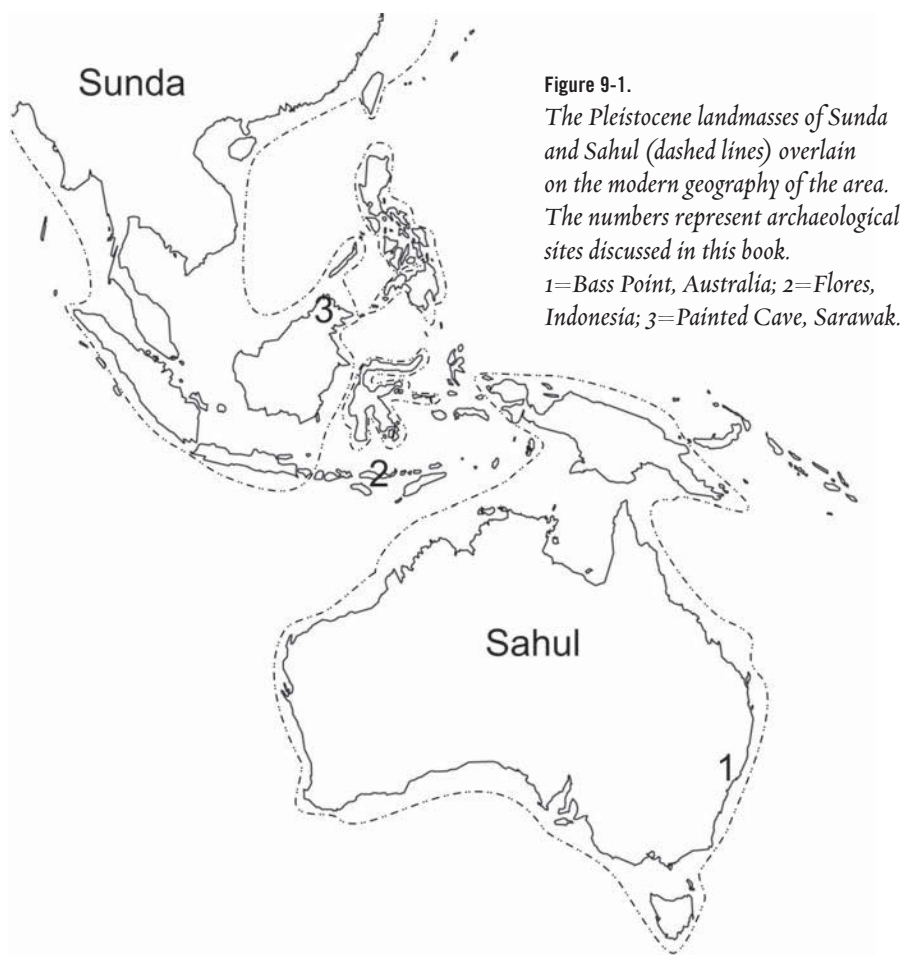 Sunda
Figure 9-1.
The Pleistocene landmasses of Sunda
and Sahul (dashed lines) overlain
on the modern geography of the area.
The numbers represent archaeological
sites discussed in this book.
1=Bass Point, Australia; 2=Flores,
Indonesia; 3=Painted Cave, Sarawak.
3
2
Sahul
1